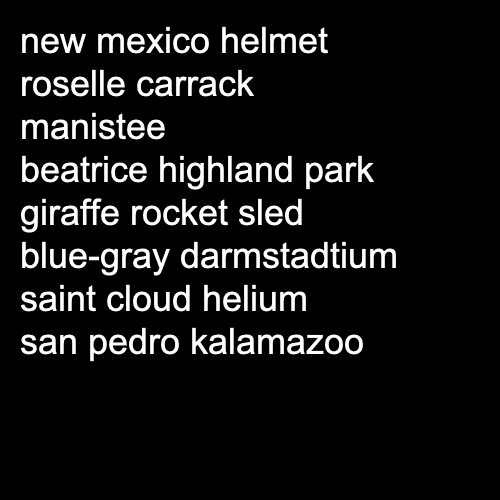 new mexico helmet
roselle carrack
manistee
beatrice highland park
giraffe rocket sled
blue-gray darmstadtium
saint cloud helium
san pedro kalamazoo